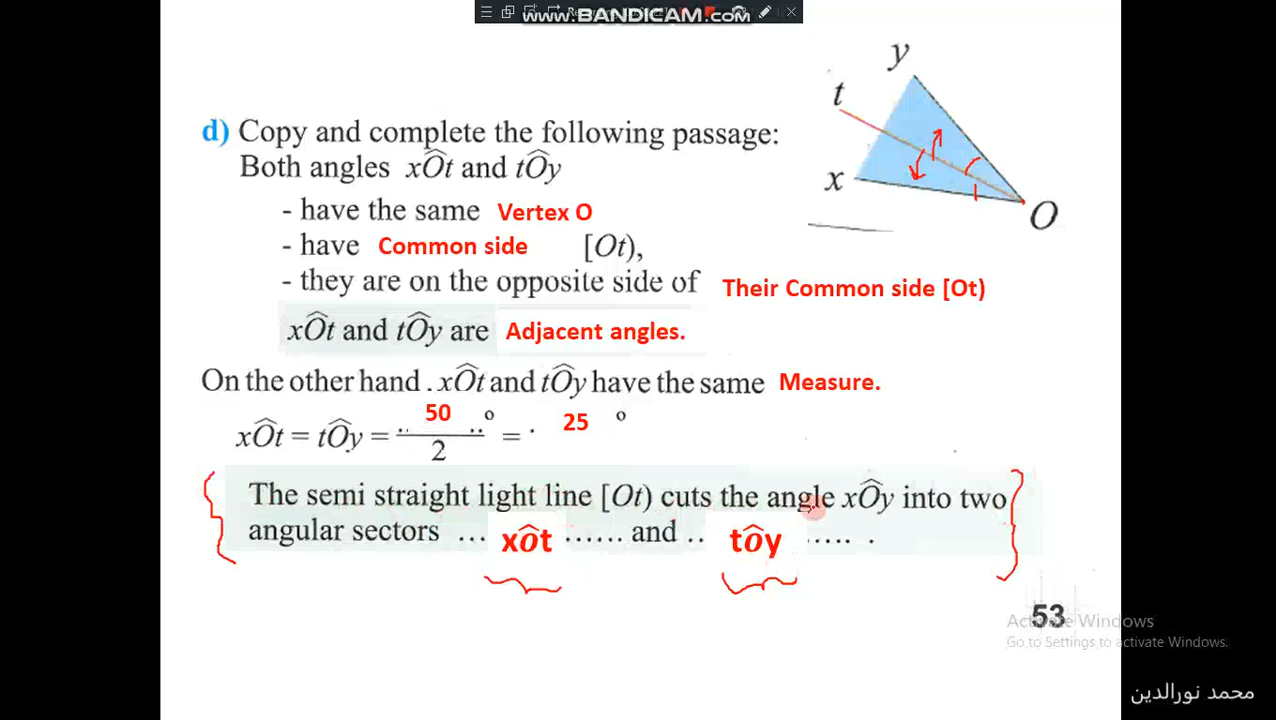 www.BANDICAM.com
y
t
x
O
d) Copy and complete the following passage:
Both angles xÔt and tÔy
- have the same Vertex O
- have Common side [Ot),
- they are on the opposite side of Their Common side [Ot)
xÔt and tÔy are Adjacent angles.
On the other hand . xÔt and tÔy have the same Measure.
xÔt = tÔy = .. 50 ..° / 2 = . 25 °
The semi straight light line [Ot) cuts the angle xÔy into two
angular sectors ... xÔt ...... and .. tÔy ..... .
53
Activate Windows
Go to Settings to activate Windows.
محمد نورالدين